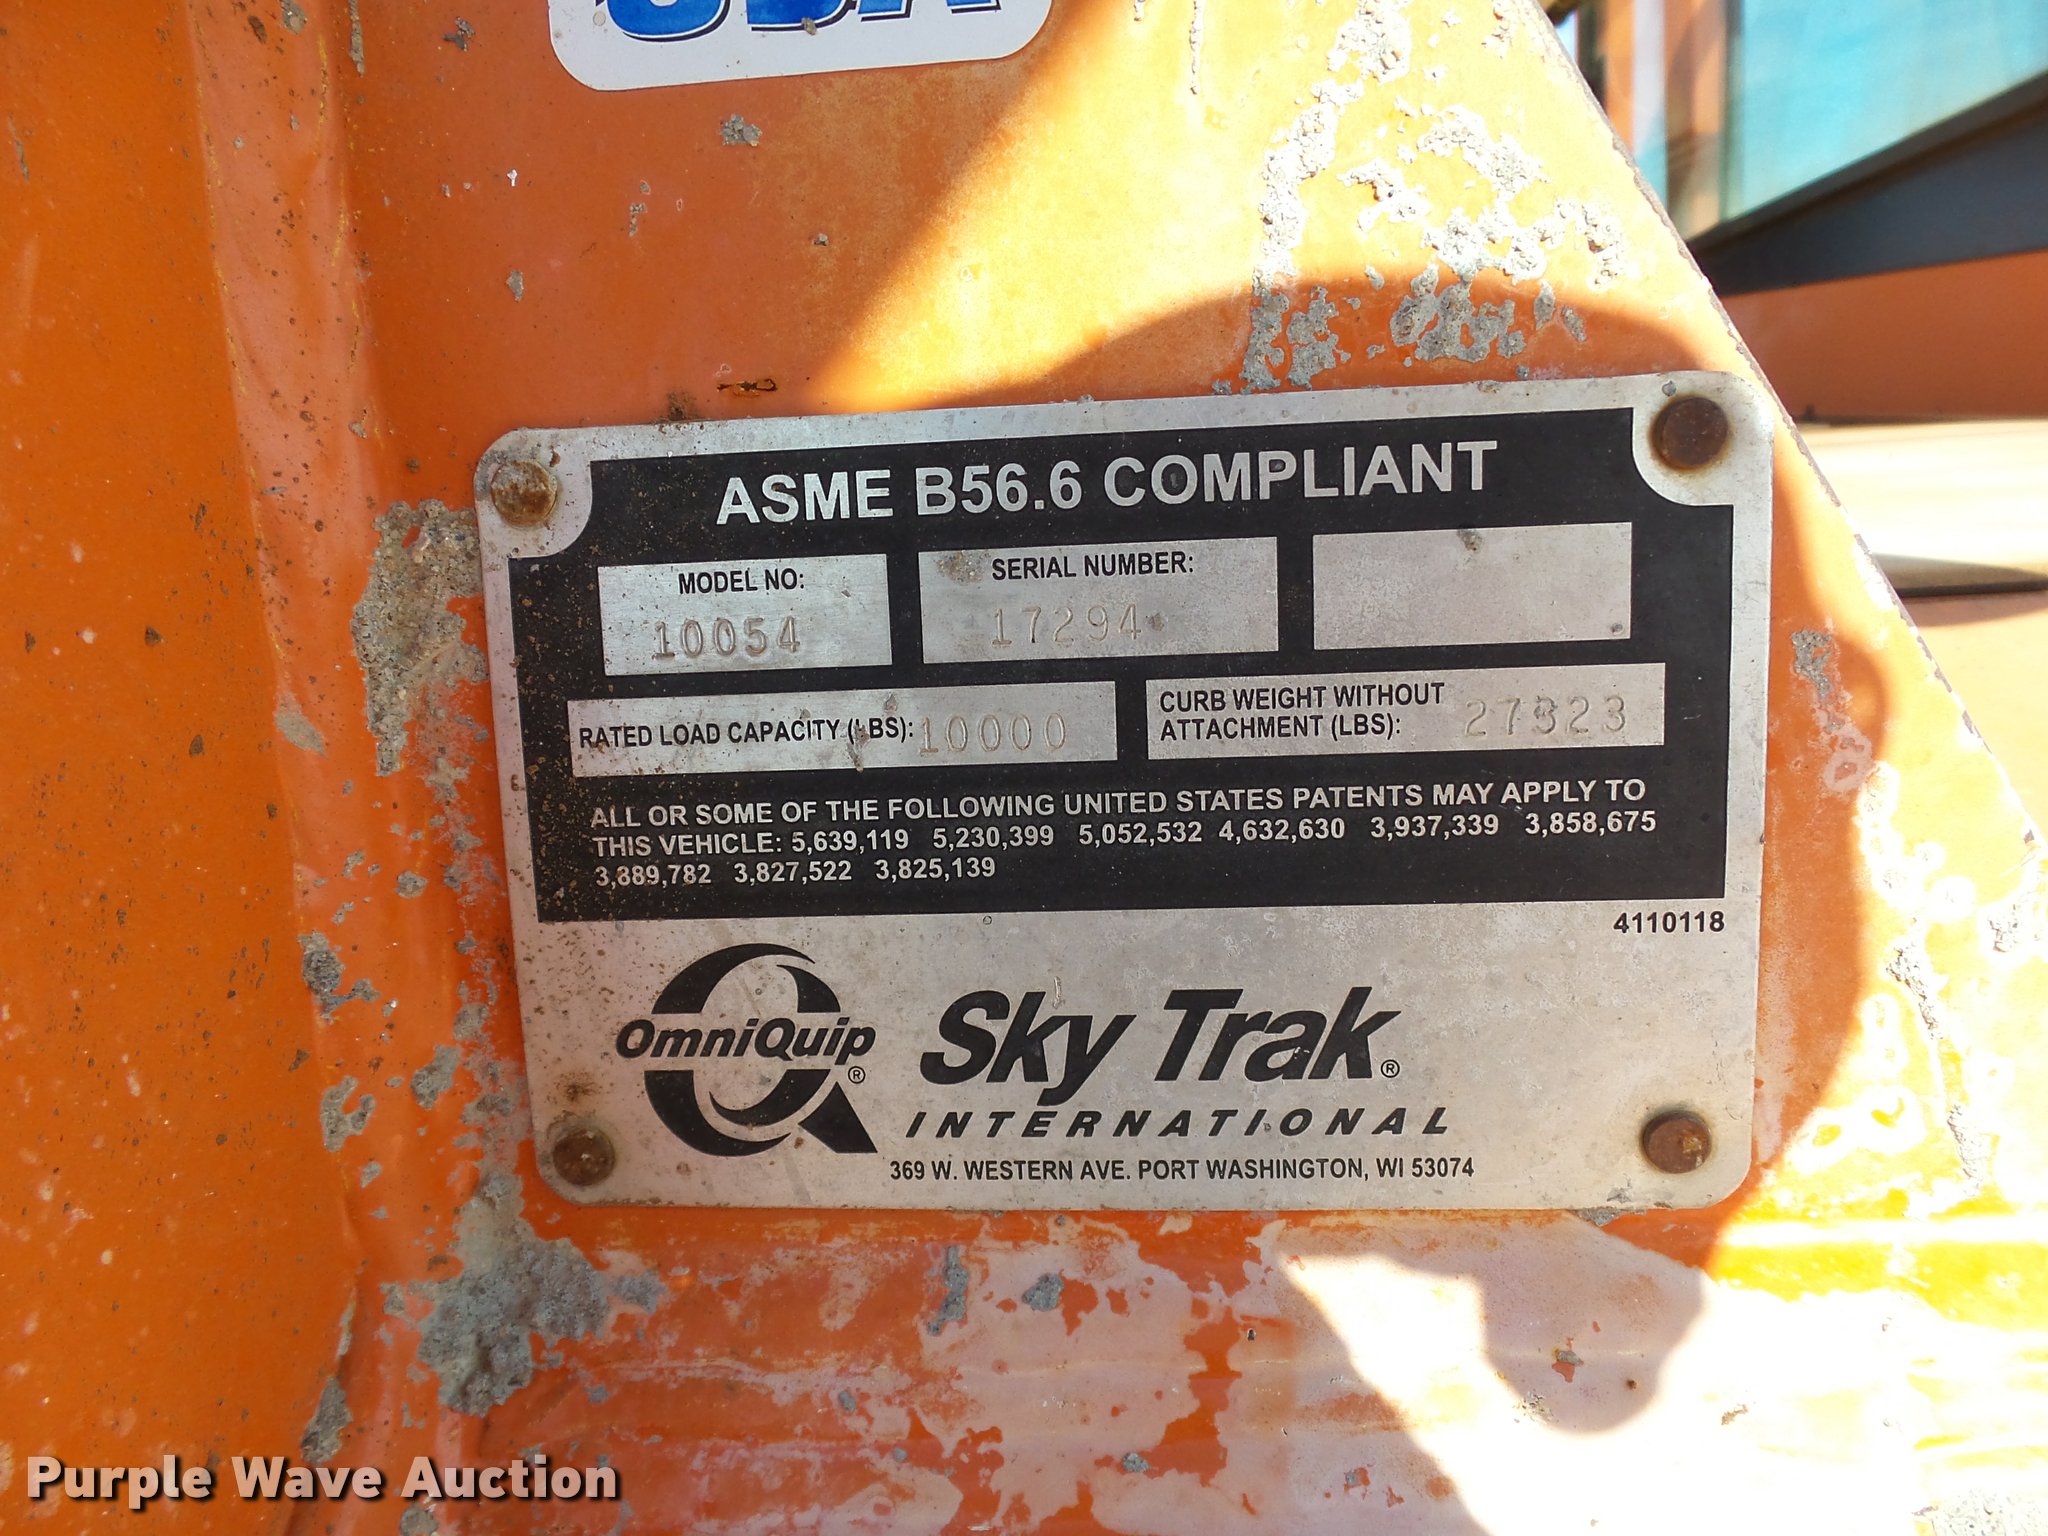 USA
ASME B56.6 COMPLIANT
MODEL NO: SERIAL NUMBER:
10054 17294
RATED LOAD CAPACITY (LBS): 10000
CURB WEIGHT WITHOUT
ATTACHMENT (LBS): 27323
ALL OR SOME OF THE FOLLOWING UNITED STATES PATENTS MAY APPLY TO
THIS VEHICLE: 5,639,119 5,230,399 5,052,532 4,632,630 3,937,339 3,858,675
3,889,782 3,827,522 3,825,139
4110118
OmniQuip®
Sky Trak®
INTERNATIONAL
369 W. WESTERN AVE. PORT WASHINGTON, WI 53074
Purple Wave Auction